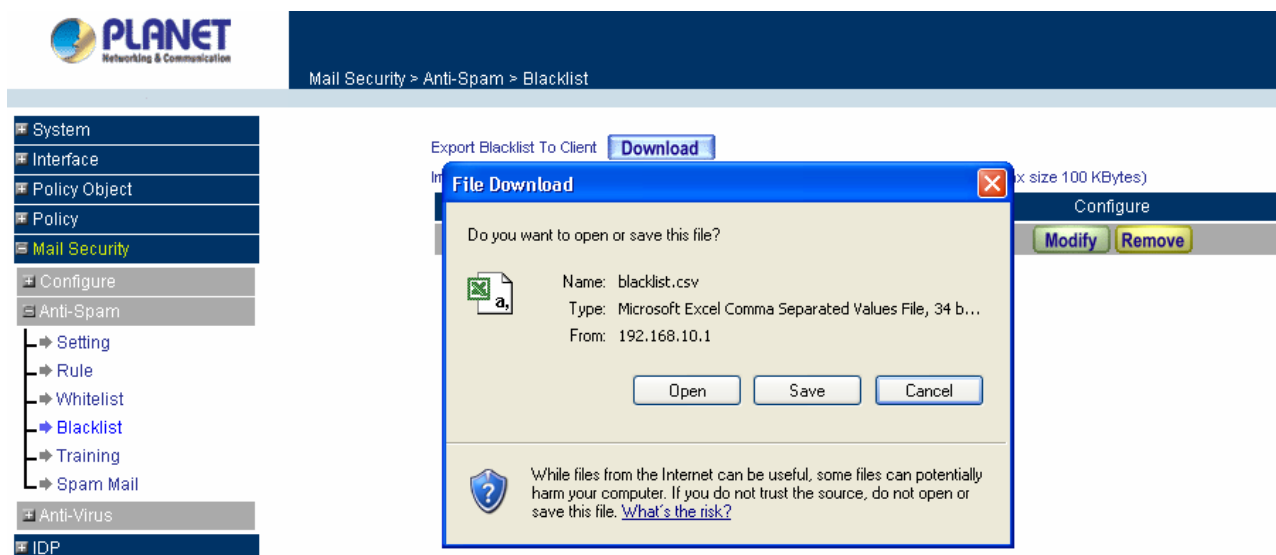 PLANET
Networking & Communication
Mail Security > Anti-Spam > Blacklist
System
Interface
Policy Object
Policy
Mail Security
Configure
Anti-Spam
Setting
Rule
Whitelist
Blacklist
Training
Spam Mail
Anti-Virus
IDP
Export Blacklist To Client Download
size 100 KBytes)
Configure
Modify Remove
File Download
Do you want to open or save this file?
Name: blacklist.csv
Type: Microsoft Excel Comma Separated Values File, 34 b...
From: 192.168.10.1
Open Save Cancel
While files from the Internet can be useful, some files can potentially
harm your computer. If you do not trust the source, do not open or
save this file. What's the risk?